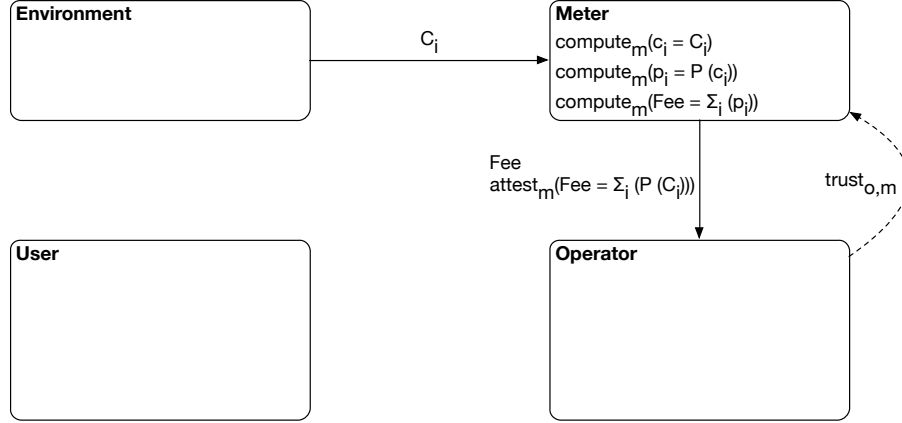 Environment
C_i
Meter
compute_m(c_i = C_i)
compute_m(p_i = P (c_i))
compute_m(Fee = Σ_i (p_i))
Fee
attest_m(Fee = Σ_i (P (C_i)))
trust_o,m
User
Operator